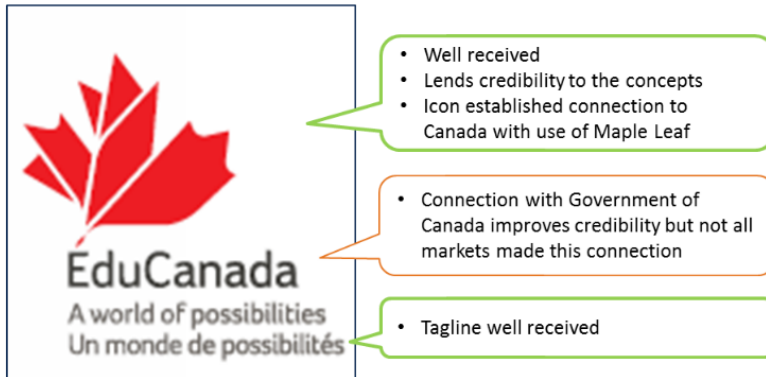 EduCanada
A world of possibilities
Un monde de possibilités
• Well received
• Lends credibility to the concepts
• Icon established connection to
Canada with use of Maple Leaf
• Connection with Government of
Canada improves credibility but not all
markets made this connection
• Tagline well received